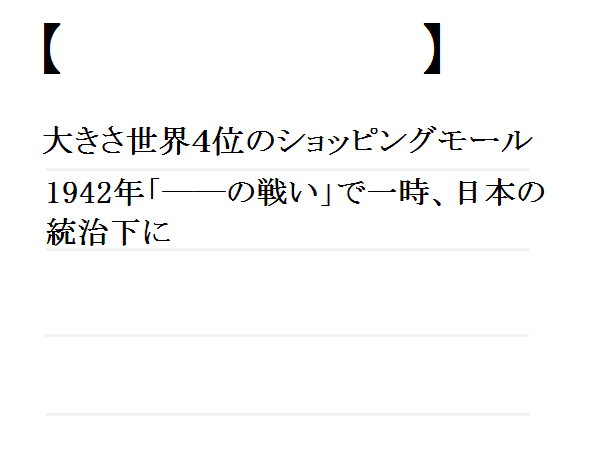 【 】
大きさ世界４位のショッピングモール
1942年「──の戦い」で一時、日本の
統治下に